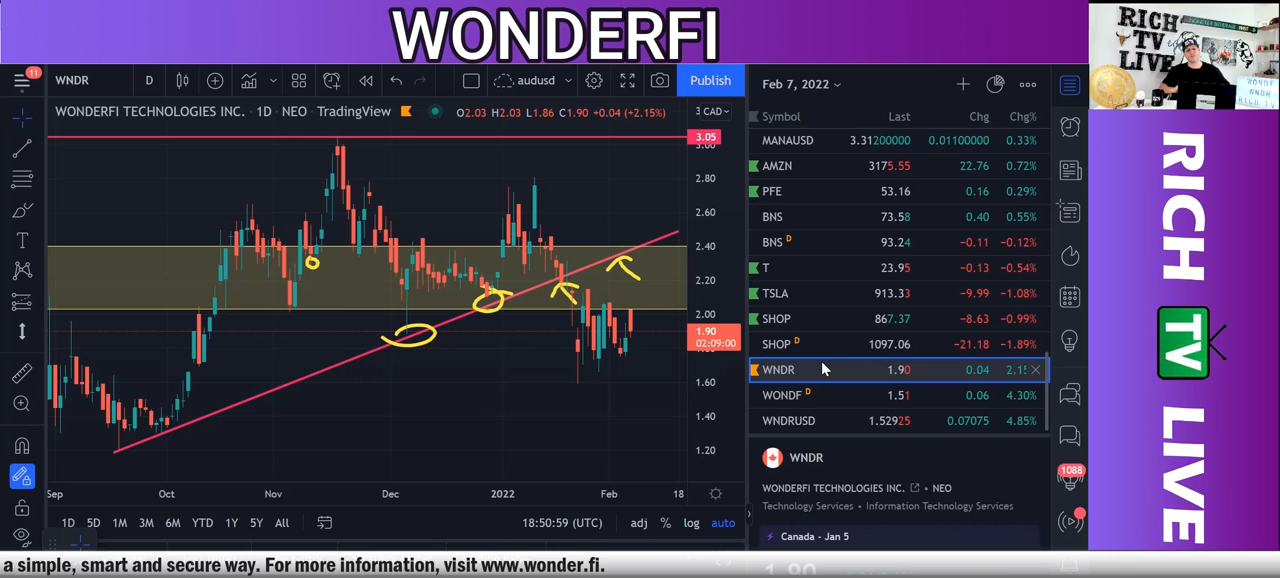 WONDERFI
RICH
TV LIVE
11
WNDR
D
audusd
Publish
Feb 7, 2022
WONDERFI TECHNOLOGIES INC. · 1D · NEO · TradingView
O2.03 H2.03 L1.86 C1.90 +0.04 (+2.15%)
3 CAD
3.05
3.00
2.80
2.60
2.40
2.20
2.00
1.90
02:09:00
1.60
1.40
1.20
Sep
Oct
Nov
Dec
2022
Feb
18
Symbol Last Chg Chg%
MANAUSD 3.31200000 0.01100000 0.33%
AMZN 3175.55 22.76 0.72%
PFE 53.16 0.16 0.29%
BNS 73.58 0.40 0.55%
BNS D 93.24 −0.11 −0.12%
T 23.95 −0.13 −0.54%
TSLA 913.33 −9.99 −1.08%
SHOP 867.37 −8.63 −0.99%
SHOP D 1097.06 −21.18 −1.89%
WNDR 1.90 0.04
WONDF D 1.51 0.06 4.30%
WNDRUSD 1.52925 0.07075 4.85%
WNDR
WONDERFI TECHNOLOGIES INC. • NEO
Technology Services • Information Technology Services
Canada - Jan 5
1.90
1088
RICH
TV
LIVE
1D 5D 1M 3M 6M YTD 1Y 5Y All
18:50:59 (UTC)
adj % log auto
a simple, smart and secure way. For more information, visit www.wonder.fi.